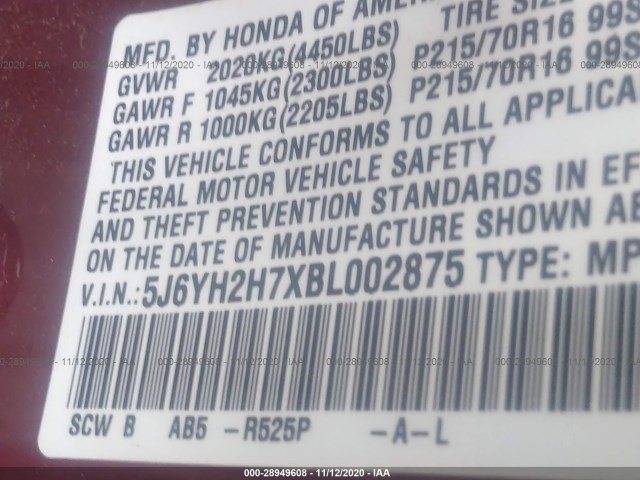 MFD. BY HONDA OF AMER
TIRE SIZE
GVWR 2020KG(4450LBS)
GAWR F 1045KG(2300LBS) P215/70R16 99S
GAWR R 1000KG(2205LBS) P215/70R16 99S
THIS VEHICLE CONFORMS TO ALL APPLICA
FEDERAL MOTOR VEHICLE SAFETY
AND THEFT PREVENTION STANDARDS IN EF
ON THE DATE OF MANUFACTURE SHOWN AB
V.I.N.: 5J6YH2H7XBL002875 TYPE: MP
SCW B AB5 -R525P -A-L
000-28949608 - 11/12/2020 - IAA